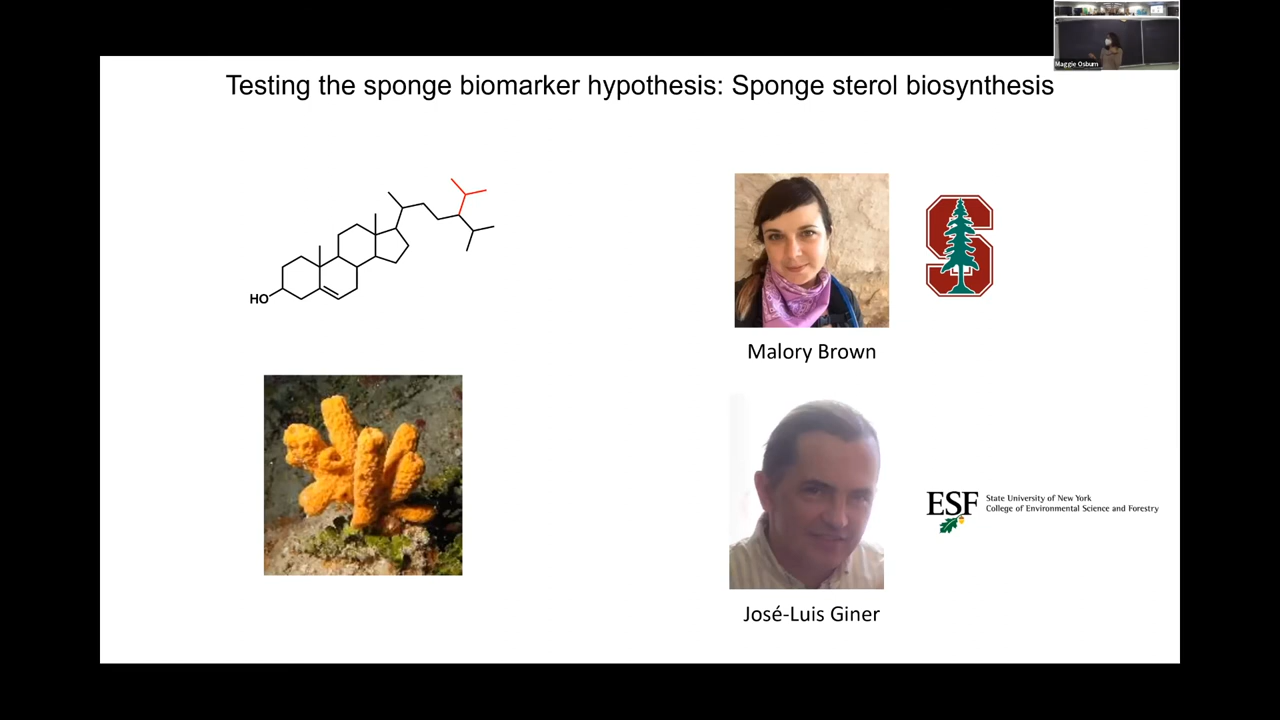 Maggie Osburn
Testing the sponge biomarker hypothesis: Sponge sterol biosynthesis
HO
Malory Brown
ESF
State University of New York
College of Environmental Science and Forestry
José-Luis Giner